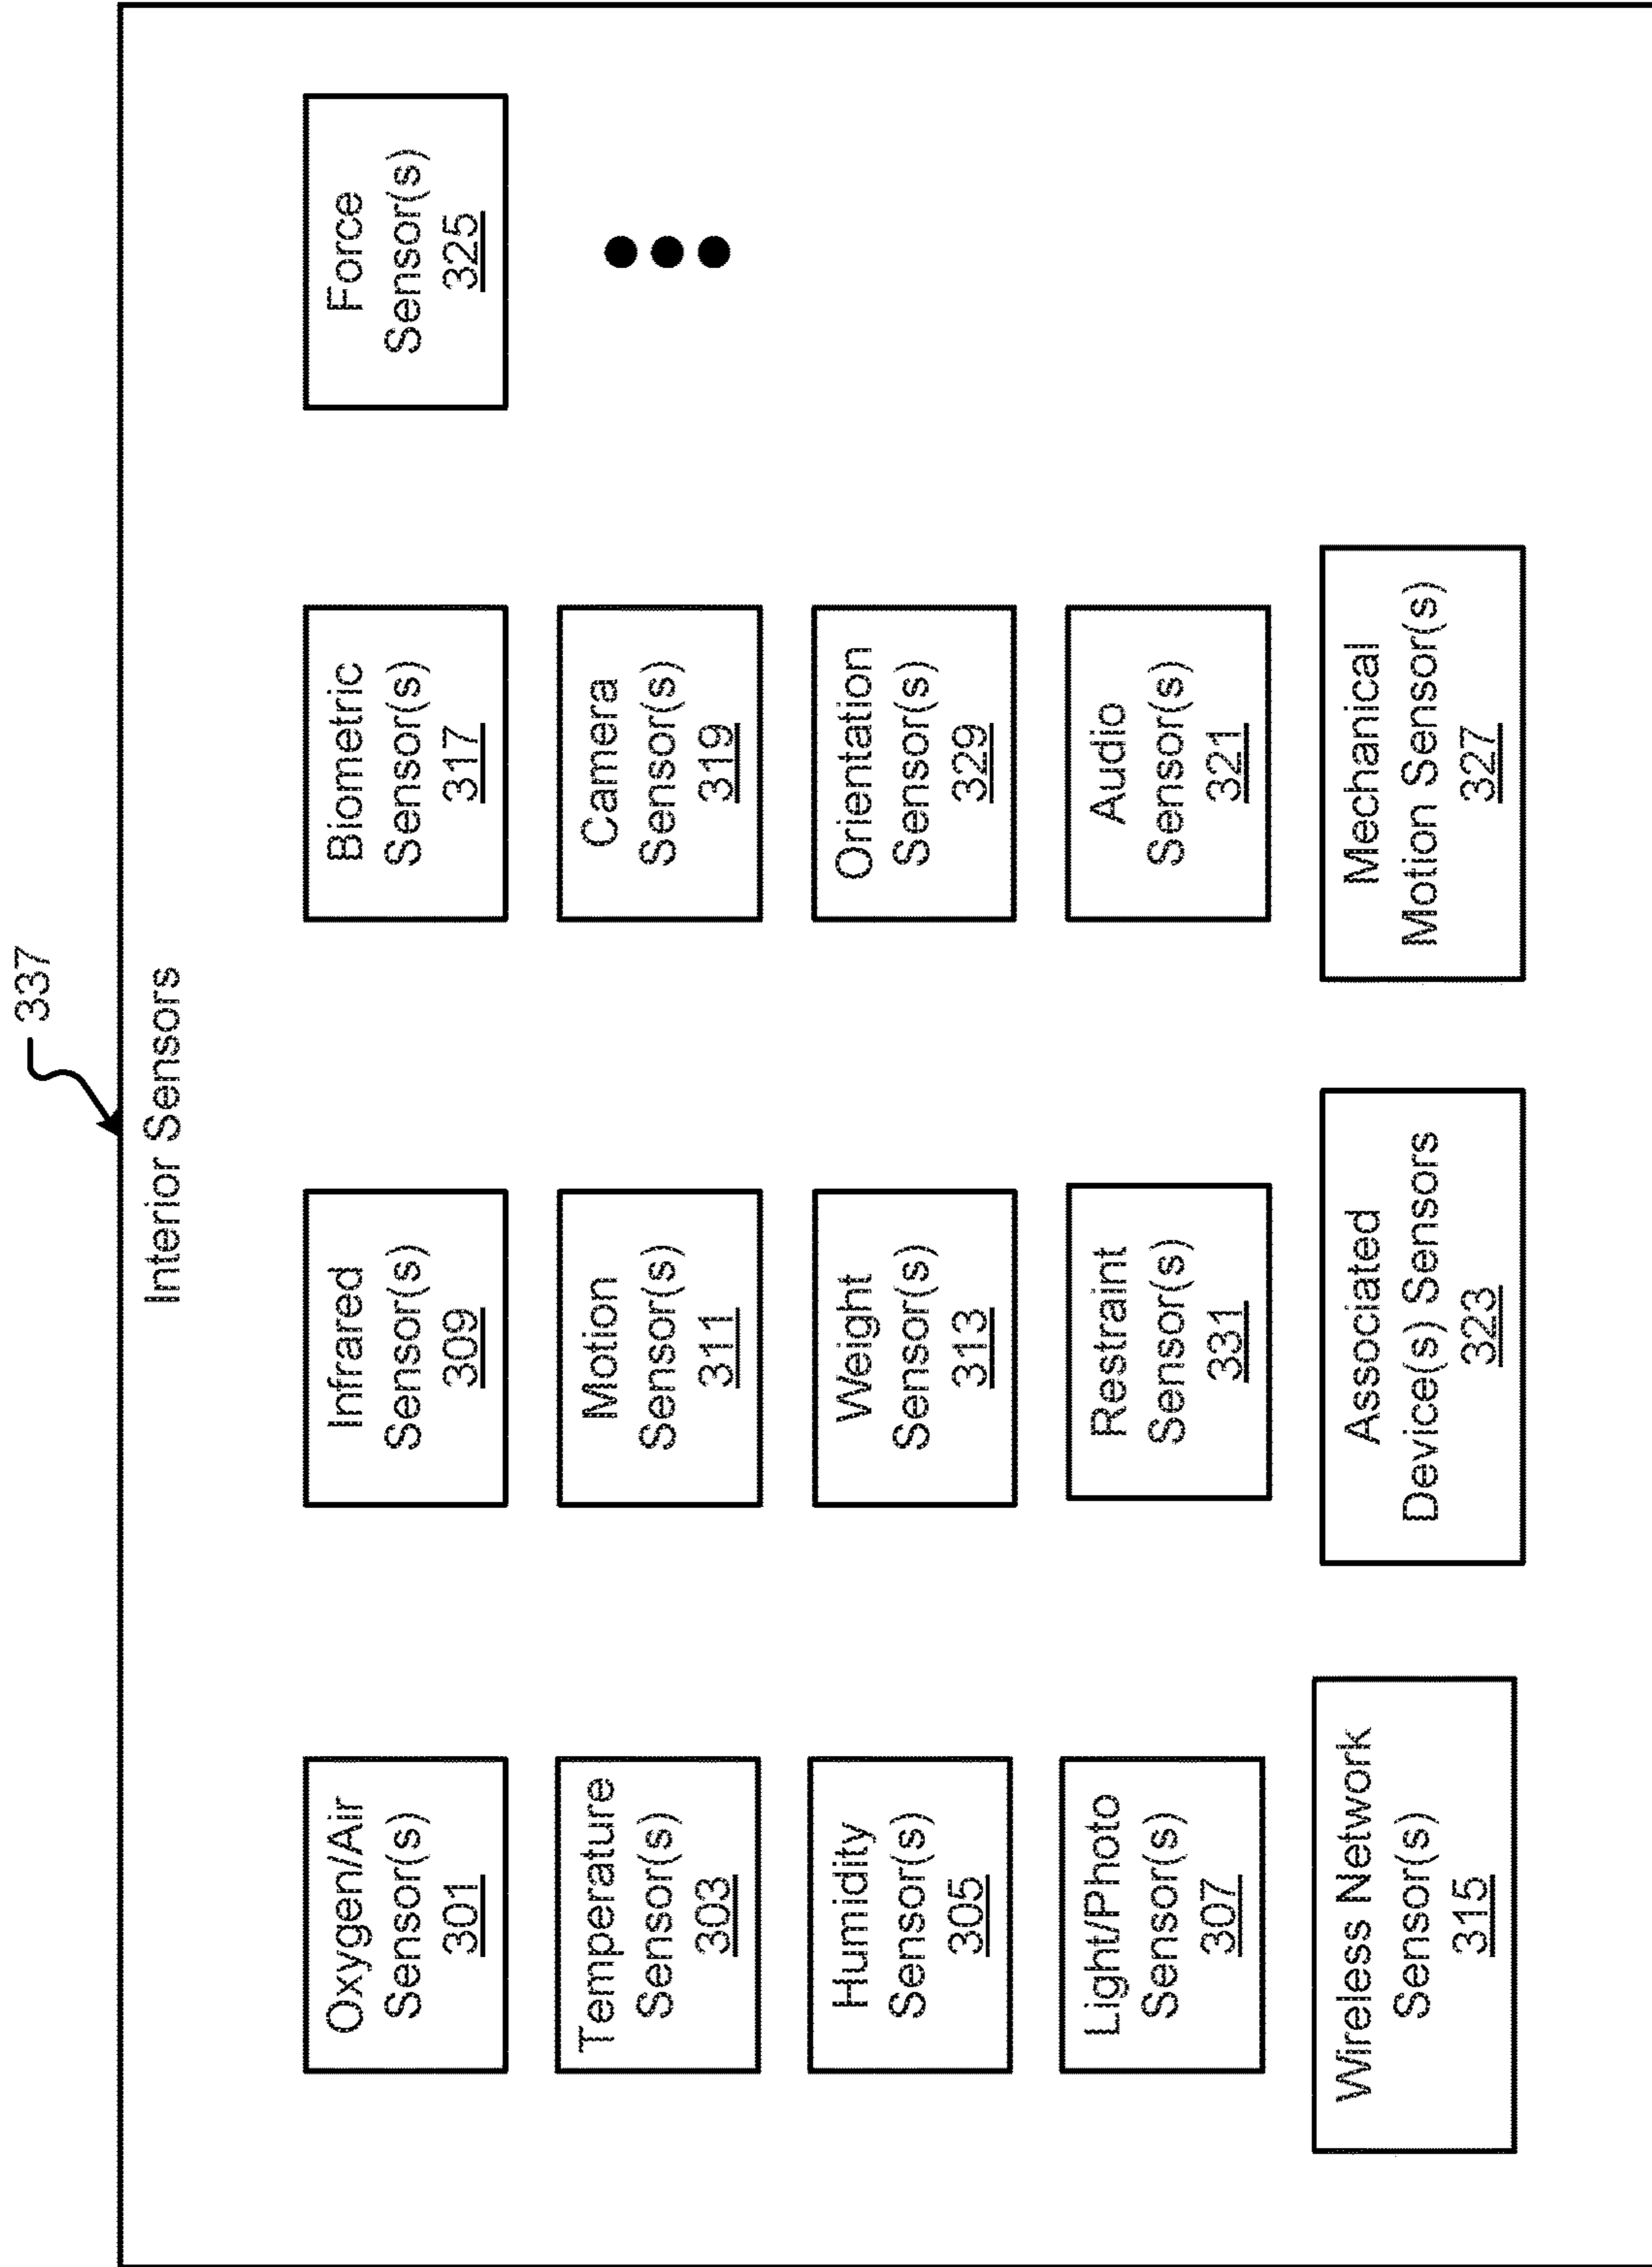 337
Interior Sensors
Oxygen/Air
Sensor(s)
301
Infrared
Sensor(s)
309
Biometric
Sensor(s)
317
Force
Sensor(s)
325
Temperature
Sensor(s)
303
Motion
Sensor(s)
311
Camera
Sensor(s)
319
Humidity
Sensor(s)
305
Weight
Sensor(s)
313
Orientation
Sensor(s)
329
Light/Photo
Sensor(s)
307
Restraint
Sensor(s)
331
Audio
Sensor(s)
321
Wireless Network
Sensor(s)
315
Associated
Device(s) Sensors
323
Mechanical
Motion Sensor(s)
327